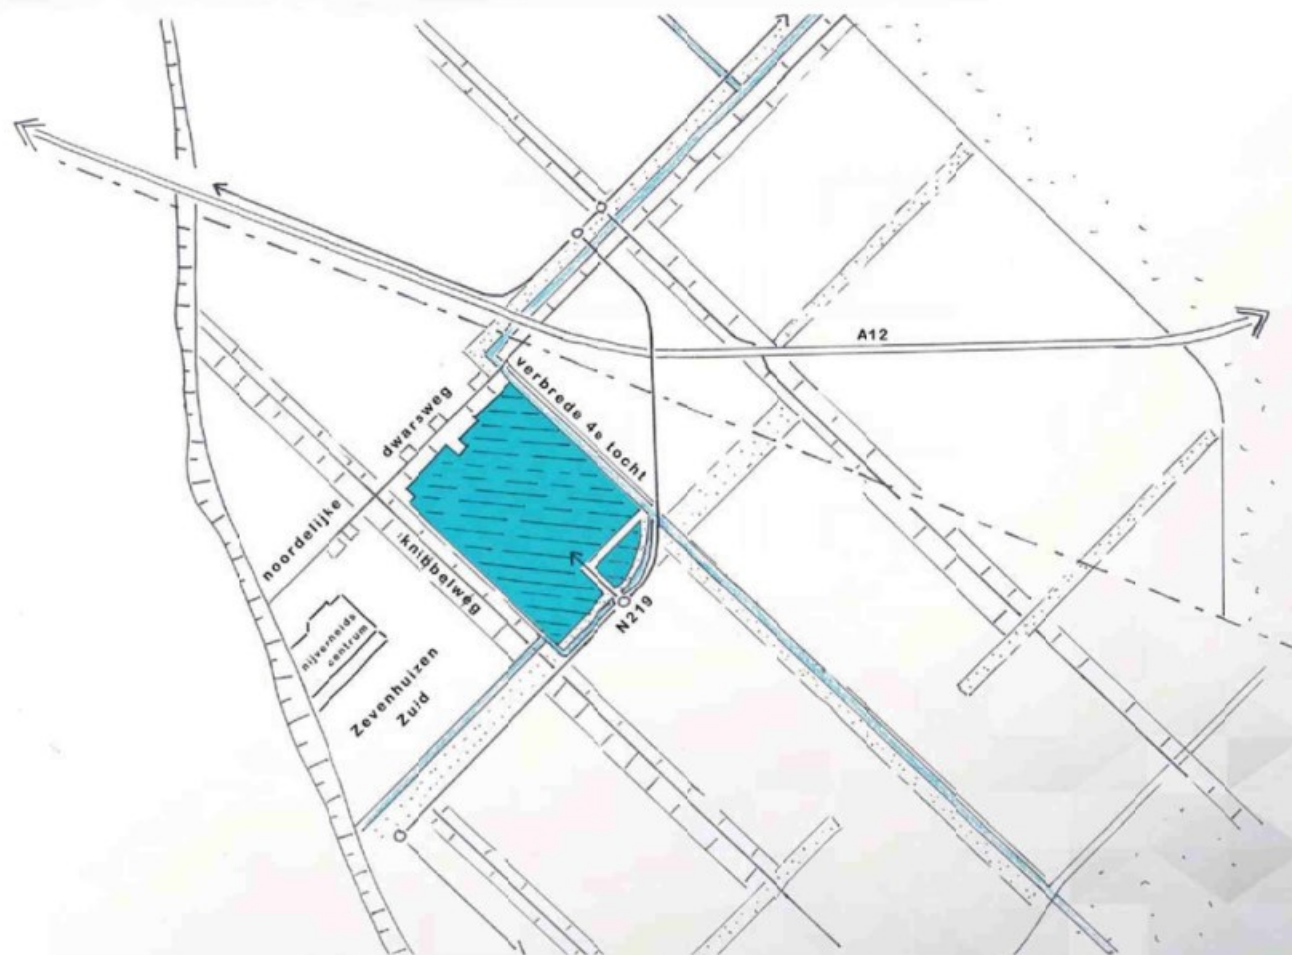 A12
verbrede 4e tocht
noordelijke dwarsweg
knibbelweg
N219
nijverheids
centrum
Zevenhuizen
Zuid